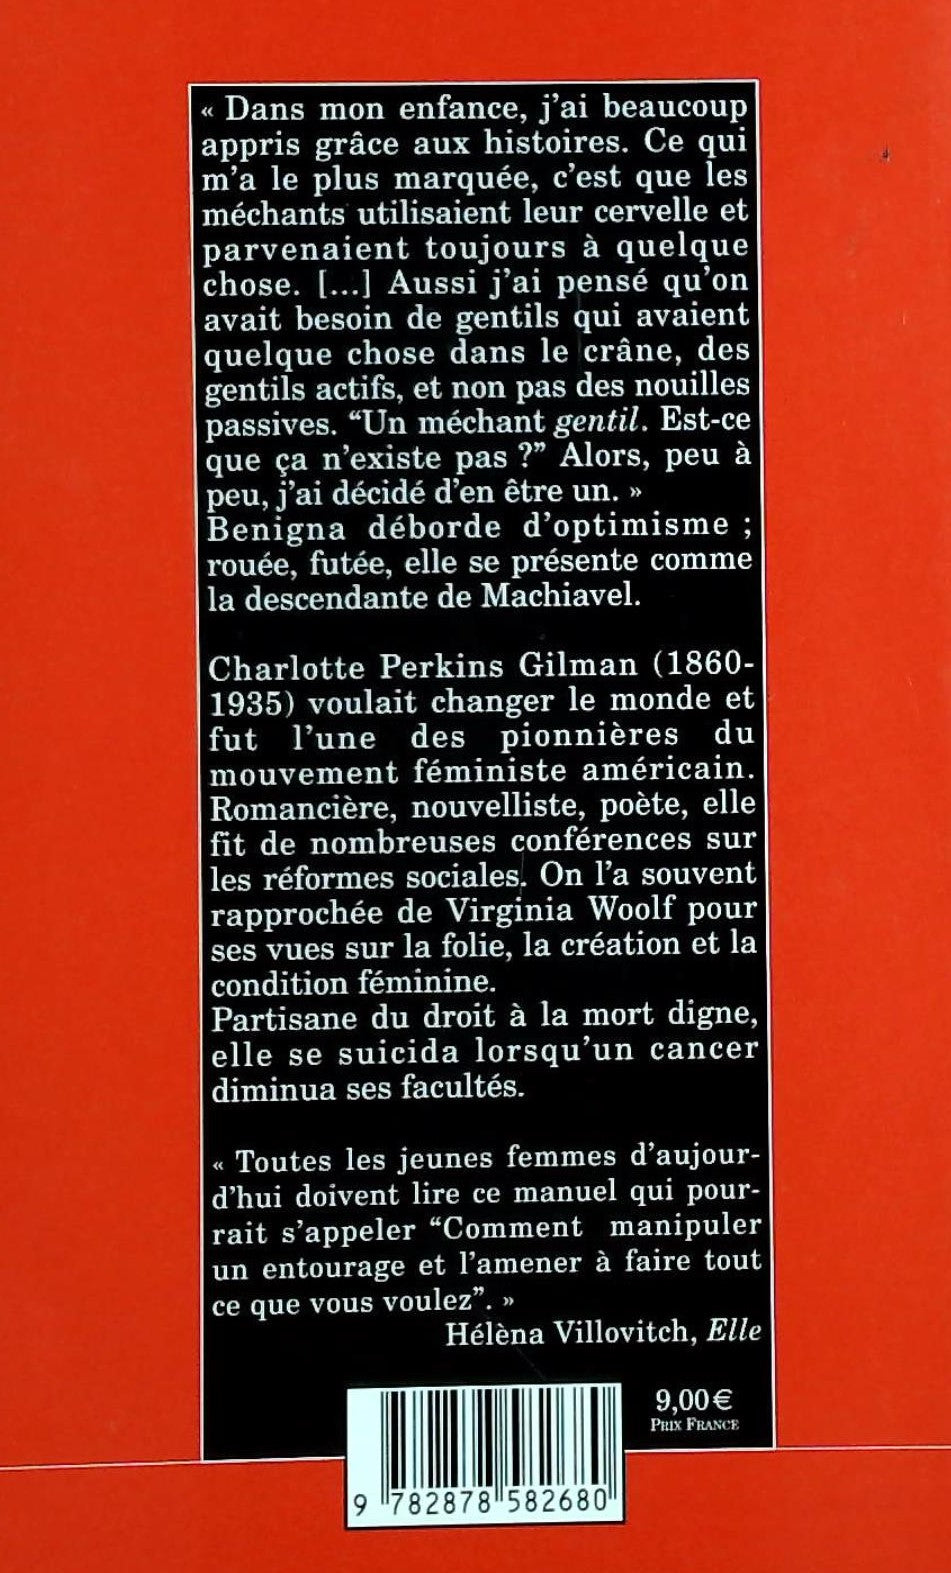 « Dans mon enfance, j'ai beaucoup
appris grâce aux histoires. Ce qui
m'a le plus marquée, c'est que les
méchants utilisaient leur cervelle et
parvenaient toujours à quelque
chose. [...] Aussi j'ai pensé qu'on
avait besoin de gentils qui avaient
quelque chose dans le crâne, des
gentils actifs, et non pas des nouilles
passives. “Un méchant gentil. Est-ce
que ça n'existe pas ?” Alors, peu à
peu, j'ai décidé d'en être un. »
Benigna déborde d'optimisme ;
rouée, futée, elle se présente comme
la descendante de Machiavel.
Charlotte Perkins Gilman (1860-
1935) voulait changer le monde et
fut l'une des pionnières du
mouvement féministe américain.
Romancière, nouvelliste, poète, elle
fit de nombreuses conférences sur
les réformes sociales. On l'a souvent
rapprochée de Virginia Woolf pour
ses vues sur la folie, la création et la
condition féminine.
Partisane du droit à la mort digne,
elle se suicida lorsqu'un cancer
diminua ses facultés.
« Toutes les jeunes femmes d'aujour-
d'hui doivent lire ce manuel qui pour-
rait s'appeler “Comment manipuler
un entourage et l'amener à faire tout
ce que vous voulez”. »
Hélèna Villovitch, Elle
9,00 €
PRIX FRANCE
9 782878 582680